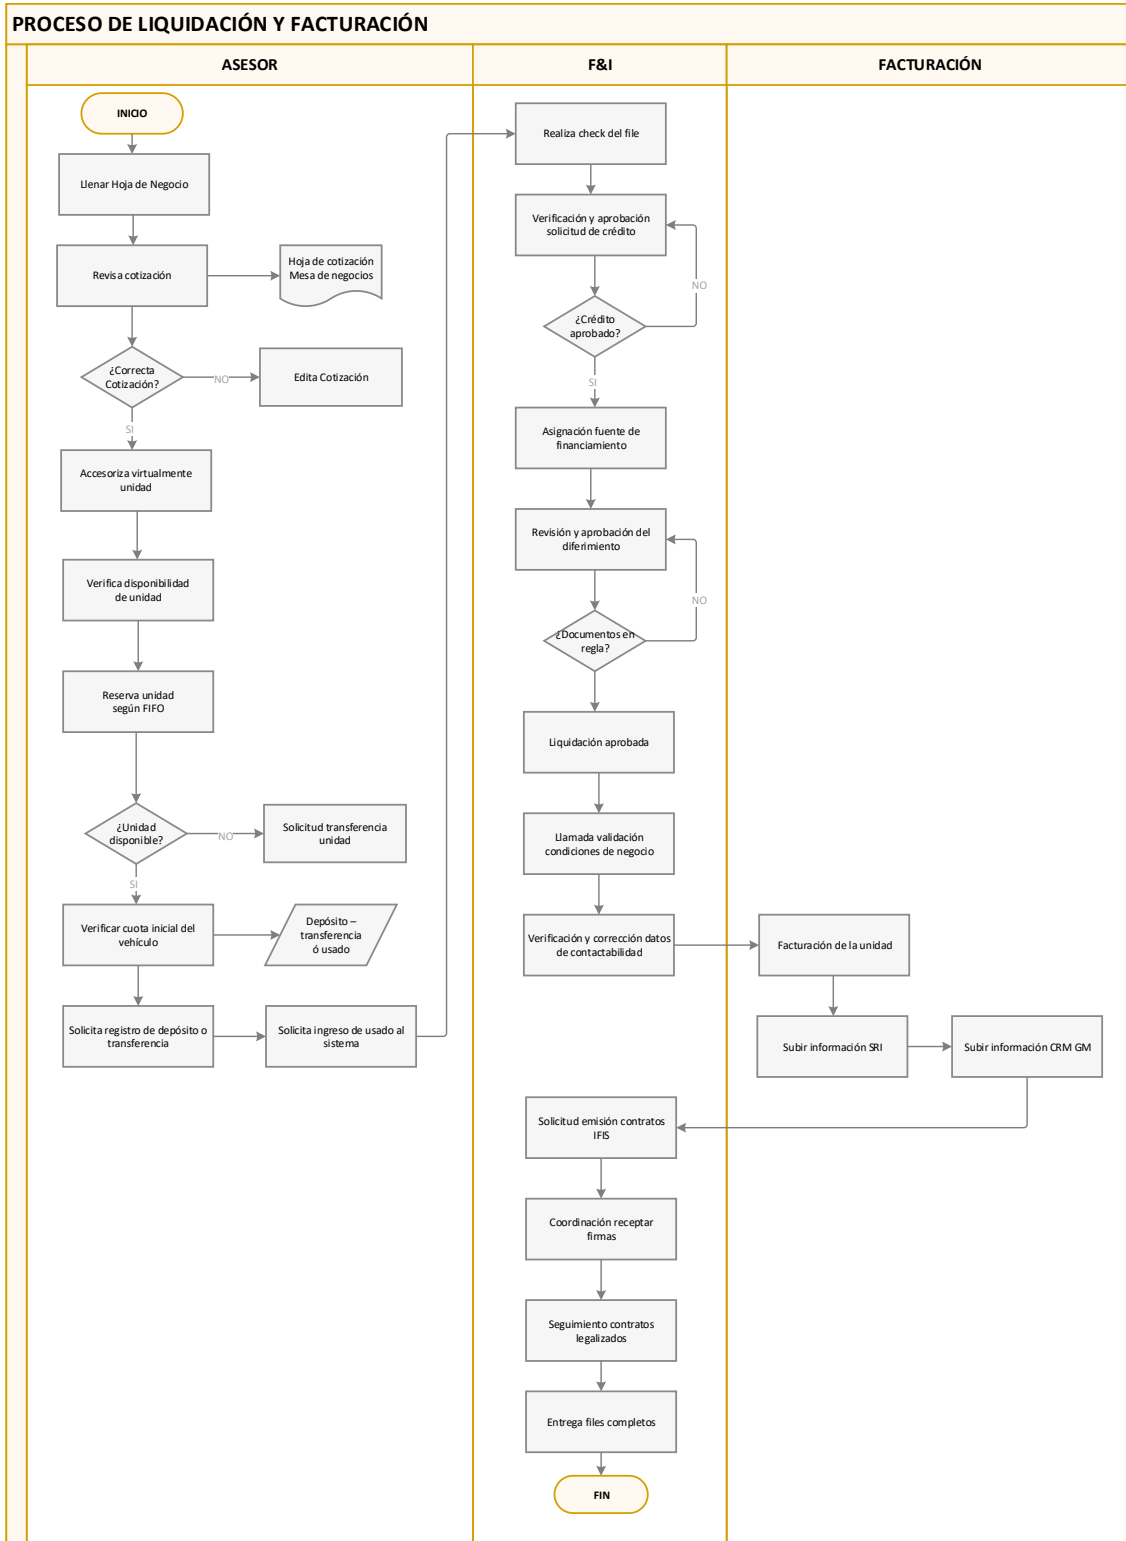 PROCESO DE LIQUIDACIÓN Y FACTURACIÓN
ASESOR
F&I
FACTURACIÓN
INICIO
Llenar Hoja de Negocio
Revisa cotización
Hoja de cotización
Mesa de negocios
¿Correcta
Cotización?
NO
Edita Cotización
SI
Accesoriza virtualmente
unidad
Verifica disponibilidad
de unidad
Reserva unidad
según FIFO
¿Unidad
disponible?
NO
Solicitud transferencia
unidad
SI
Verificar cuota inicial del
vehículo
Depósito –
transferencia
ó usado
Solicita registro de depósito o
transferencia
Solicita ingreso de usado al
sistema
Realiza check del file
Verificación y aprobación
solicitud de crédito
NO
¿Crédito
aprobado?
SI
Asignación fuente de
financiamiento
Revisión y aprobación del
diferimiento
NO
¿Documentos en
regla?
Liquidación aprobada
Llamada validación
condiciones de negocio
Verificación y corrección datos
de contactabilidad
Facturación de la unidad
Subir información SRI
Subir información CRM GM
Solicitud emisión contratos
IFIS
Coordinación receptar
firmas
Seguimiento contratos
legalizados
Entrega files completos
FIN